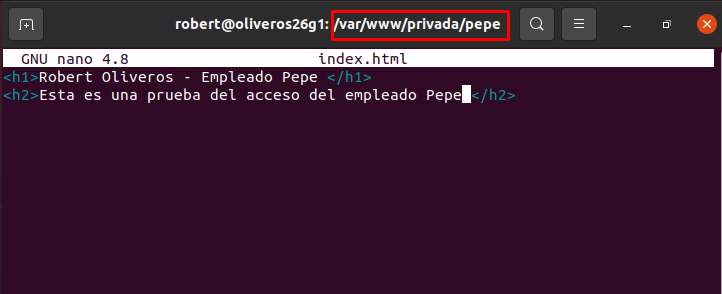 robert@oliveros26g1: /var/www/privada/pepe
GNU nano 4.8 index.html
<h1>Robert Oliveros - Empleado Pepe </h1>
<h2>Esta es una prueba del acceso del empleado Pepe </h2>